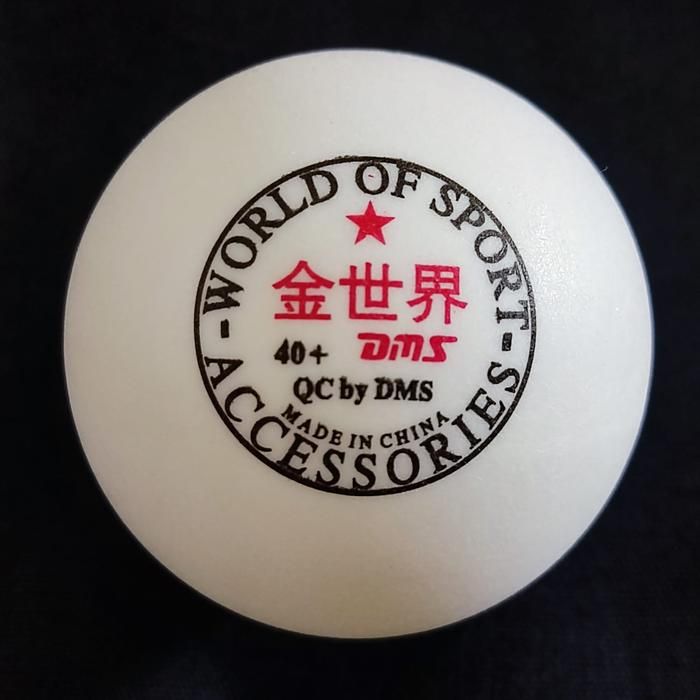 WORLD OF SPORT
金世界
40+ DMS
QC by DMS
MADE IN CHINA
-ACCESSORIES-